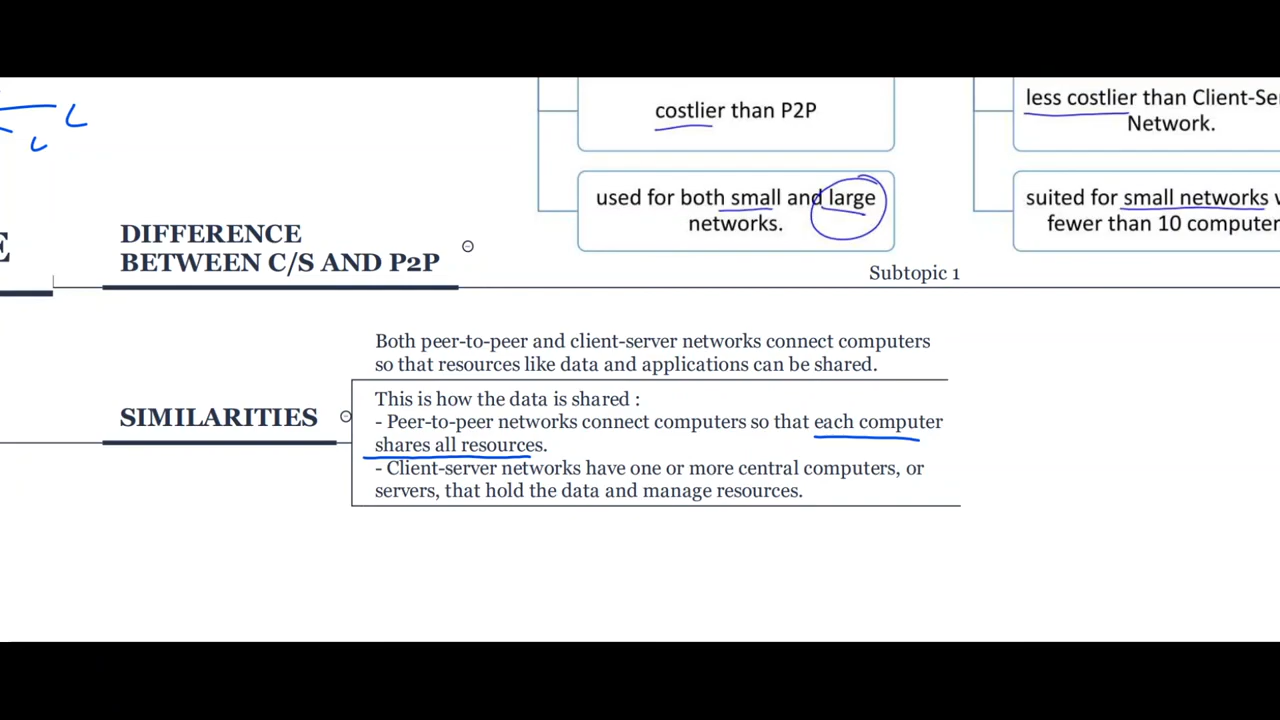 L
L
costlier than P2P
less costlier than Client-Se
Network.
used for both small and large
networks.
suited for small networks
fewer than 10 computer
E
DIFFERENCE
BETWEEN C/S AND P2P
Subtopic 1
SIMILARITIES
Both peer-to-peer and client-server networks connect computers
so that resources like data and applications can be shared.
This is how the data is shared :
- Peer-to-peer networks connect computers so that each computer
shares all resources.
- Client-server networks have one or more central computers, or
servers, that hold the data and manage resources.